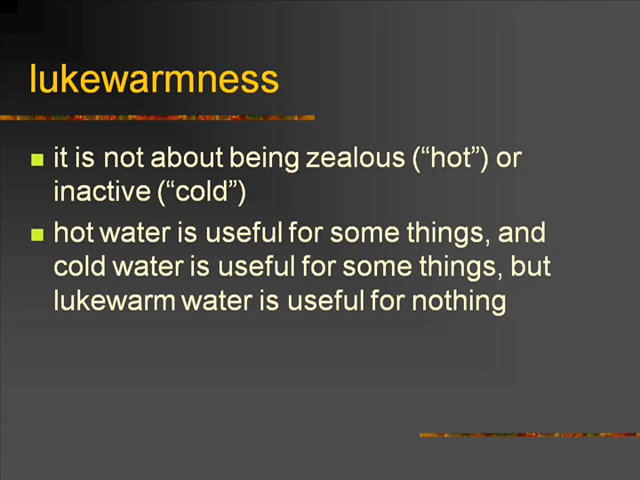 lukewarmness
it is not about being zealous (“hot”) or
inactive (“cold”)
hot water is useful for some things, and
cold water is useful for some things, but
lukewarm water is useful for nothing